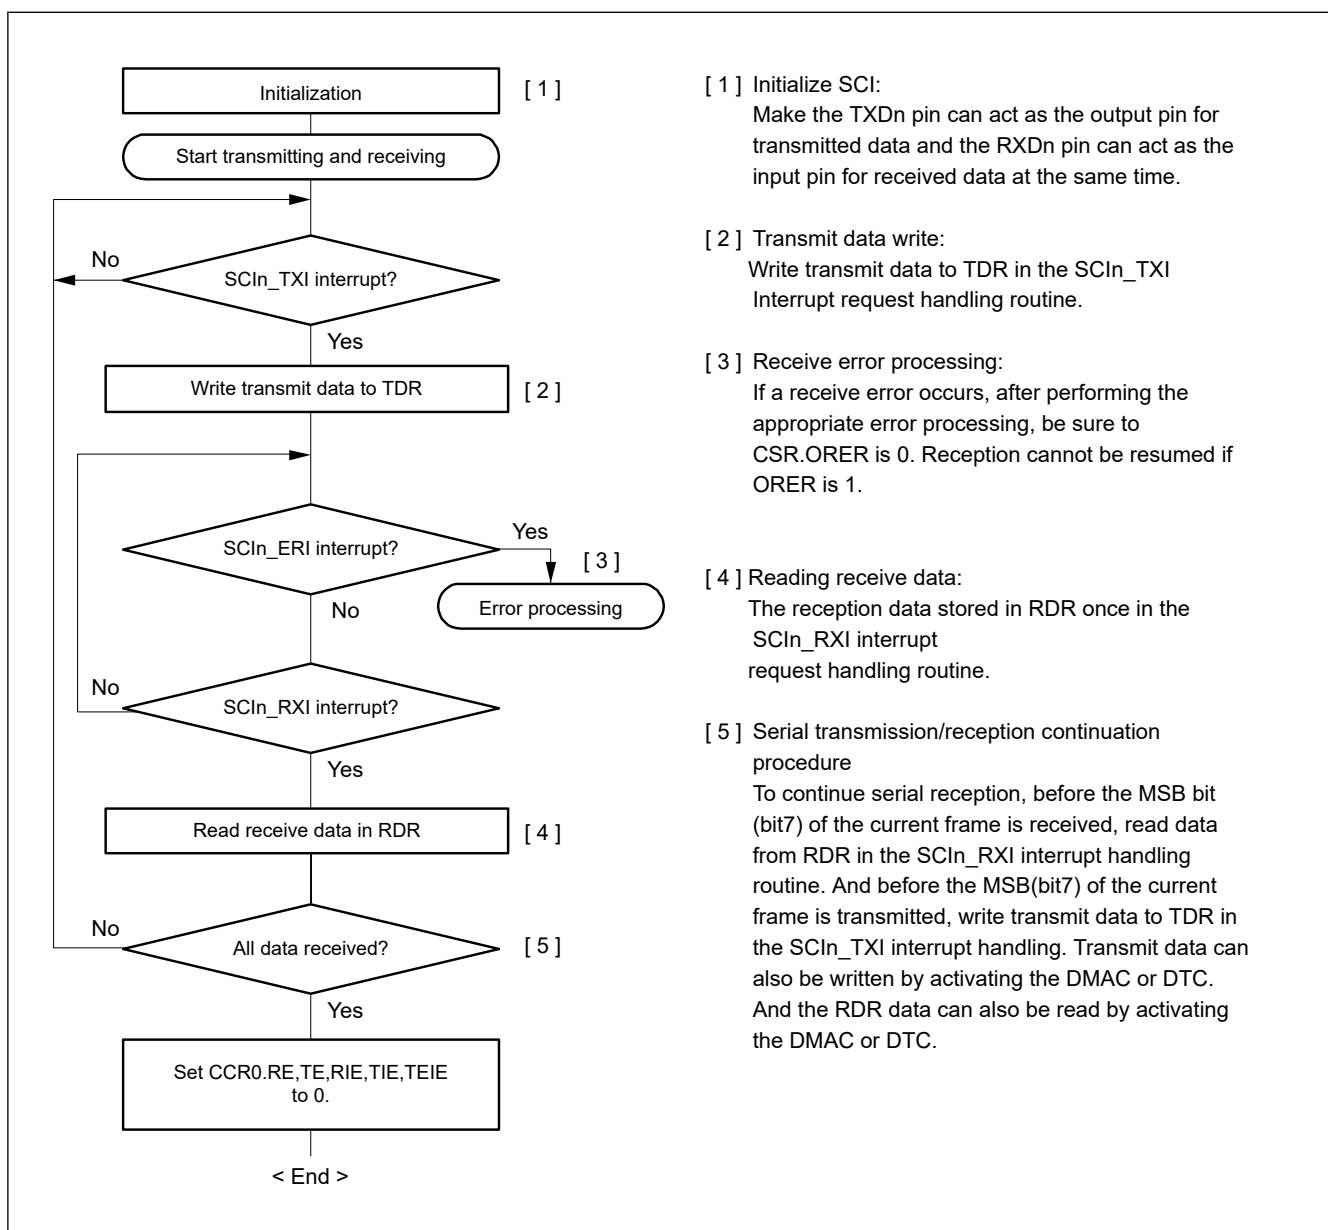 Initialization
[ 1 ]
Start transmitting and receiving
No
SCIn_TXI interrupt?
Yes
Write transmit data to TDR
[ 2 ]
SCIn_ERI interrupt?
Yes
[ 3 ]
Error processing
No
No
SCIn_RXI interrupt?
Yes
Read receive data in RDR
[ 4 ]
No
All data received?
[ 5 ]
Yes
Set CCR0.RE,TE,RIE,TIE,TEIE
to 0.
< End >
[ 1 ] Initialize SCI:
Make the TXDn pin can act as the output pin for
transmitted data and the RXDn pin can act as the
input pin for received data at the same time.
[ 2 ] Transmit data write:
Write transmit data to TDR in the SCIn_TXI
Interrupt request handling routine.
[ 3 ] Receive error processing:
If a receive error occurs, after performing the
appropriate error processing, be sure to
CSR.ORER is 0. Reception cannot be resumed if
ORER is 1.
[ 4 ] Reading receive data:
The reception data stored in RDR once in the
SCIn_RXI interrupt
request handling routine.
[ 5 ] Serial transmission/reception continuation
procedure
To continue serial reception, before the MSB bit
(bit7) of the current frame is received, read data
from RDR in the SCIn_RXI interrupt handling
routine. And before the MSB(bit7) of the current
frame is transmitted, write transmit data to TDR in
the SCIn_TXI interrupt handling. Transmit data can
also be written by activating the DMAC or DTC.
And the RDR data can also be read by activating
the DMAC or DTC.